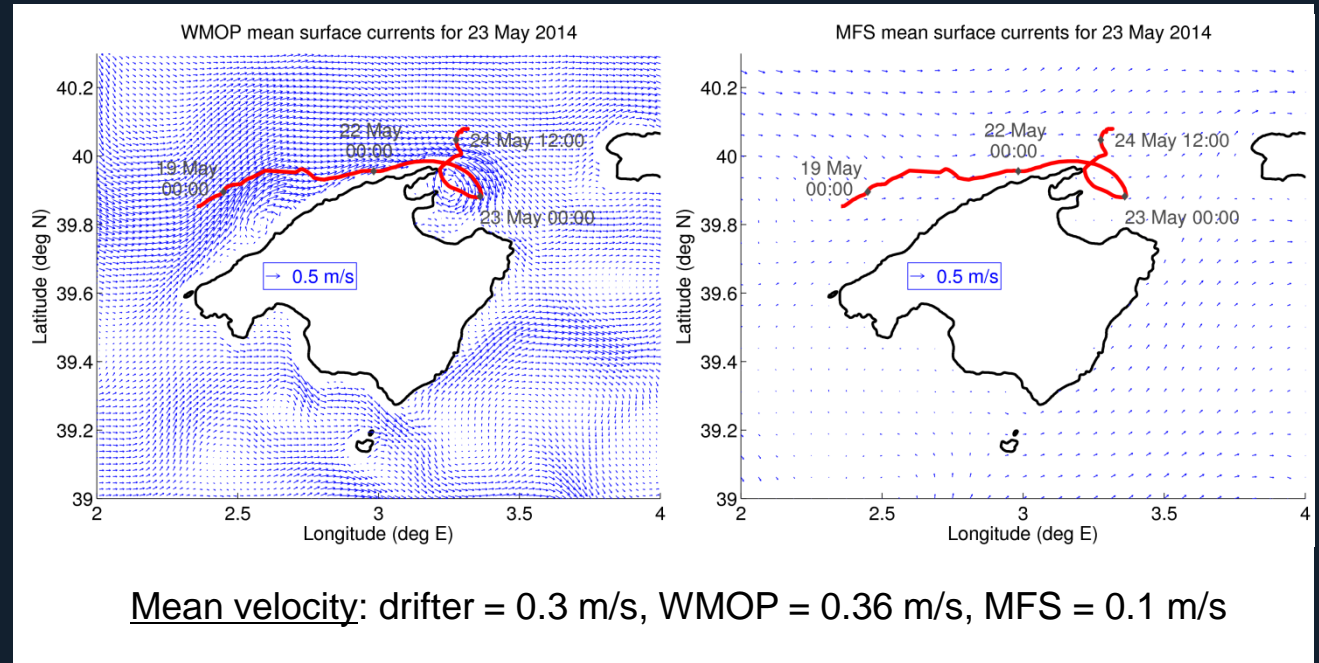 WMOP mean surface currents for 23 May 2014
40.2
40
39.8
39.6
39.4
39.2
39
2
2.5
3
3.5
4
Latitude (deg N)
Longitude (deg E)
19 May
00:00
22 May
00:00
24 May 12:00
23 May 00:00
→ 0.5 m/s
MFS mean surface currents for 23 May 2014
40.2
40
39.8
39.6
39.4
39.2
39
2
2.5
3
3.5
4
Latitude (deg N)
Longitude (deg E)
19 May
00:00
22 May
00:00
24 May 12:00
23 May 00:00
→ 0.5 m/s
Mean velocity: drifter = 0.3 m/s, WMOP = 0.36 m/s, MFS = 0.1 m/s